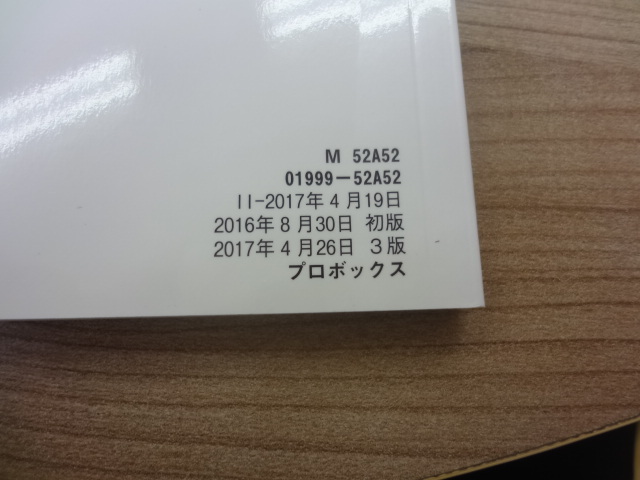 M 52A52
01999-52A52
II-2017年4月19日
2016年8月30日 初版
2017年4月26日 3版
プロボックス